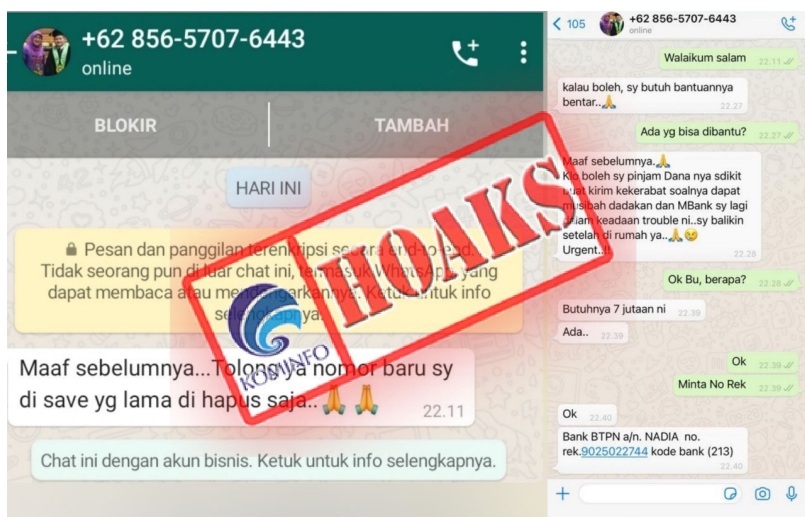 +62 856-5707-6443
online
BLOKIR
TAMBAH
HARI INI
Pesan dan panggilan terenkripsi secara end-to-end.
Tidak seorang pun di luar chat ini, termasuk WhatsApp, yang
dapat membaca atau mendengarkannya. Ketuk untuk info
selengkapnya.
Maaf sebelumnya...Tolong ya nomor baru sy
di save yg lama di hapus saja..
22.11
Chat ini dengan akun bisnis. Ketuk untuk info selengkapnya.
KOMINFO
HOAKS
105
+62 856-5707-6443
online
Walaikum salam
22.11
kalau boleh, sy butuh bantuannya
bentar..
22.27
Ada yg bisa dibantu?
22.27
Maaf sebelumnya.
Klo boleh sy pinjam Dana nya sdikit
buat kirim kekerabat soalnya dapat
musibah dadakan dan MBank sy lagi
dalam keadaan trouble ni..sy balikin
setelah di rumah ya..
Urgent..!!
22.28
Ok Bu, berapa?
22.28
Butuhnya 7 jutaan ni
22.39
Ada..
22.39
Ok
22.39
Minta No Rek
22.39
Ok
22.40
Bank BTPN a/n. NADIA no.
rek.9025022744 kode bank (213)
22.40